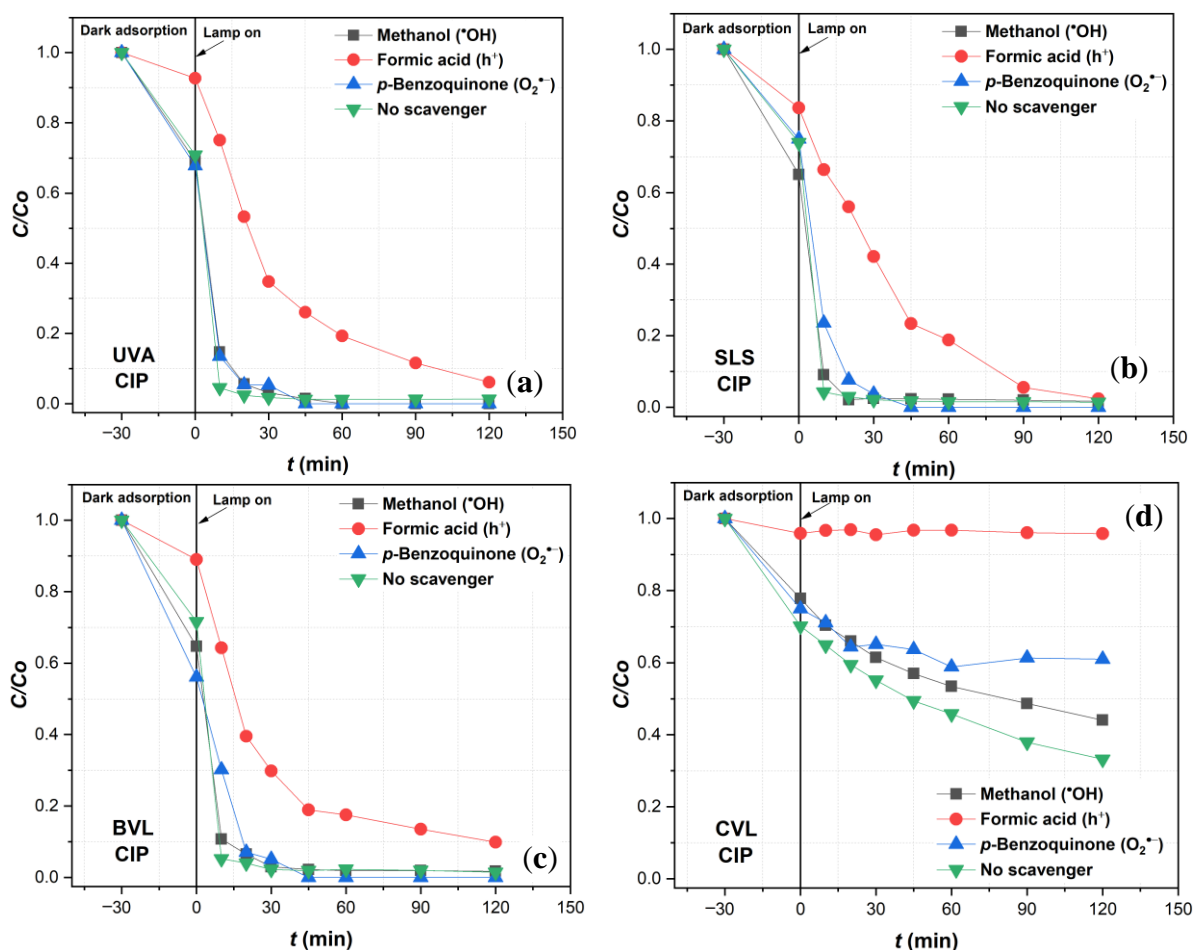 Dark adsorption
Lamp on
Methanol (•OH)
Formic acid (h⁺)
p-Benzoquinone (O₂•⁻)
No scavenger
1.0
0.8
0.6
0.4
0.2
0.0
C/Co
UVA
CIP
(a)
−30 0 30 60 90 120 150
t (min)
Dark adsorption
Lamp on
Methanol (•OH)
Formic acid (h⁺)
p-Benzoquinone (O₂•⁻)
No scavenger
1.0
0.8
0.6
0.4
0.2
0.0
C/Co
SLS
CIP
(b)
−30 0 30 60 90 120 150
t (min)
Dark adsorption
Lamp on
Methanol (•OH)
Formic acid (h⁺)
p-Benzoquinone (O₂•⁻)
No scavenger
1.0
0.8
0.6
0.4
0.2
0.0
C/Co
BVL
CIP
(c)
−30 0 30 60 90 120 150
t (min)
Dark adsorption
Lamp on
(d)
1.0
0.8
0.6
0.4
0.2
0.0
C/Co
CVL
CIP
Methanol (•OH)
Formic acid (h⁺)
p-Benzoquinone (O₂•⁻)
No scavenger
−30 0 30 60 90 120 150
t (min)